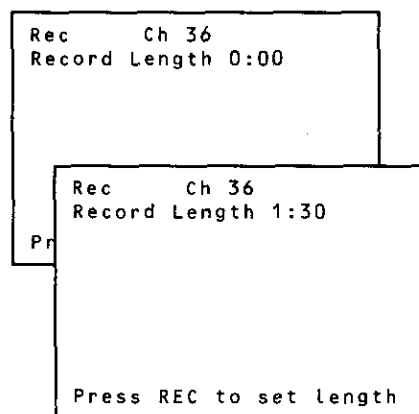 Rec Ch 36
Record Length 0:00
Pr
Rec Ch 36
Record Length 1:30
Press REC to set length